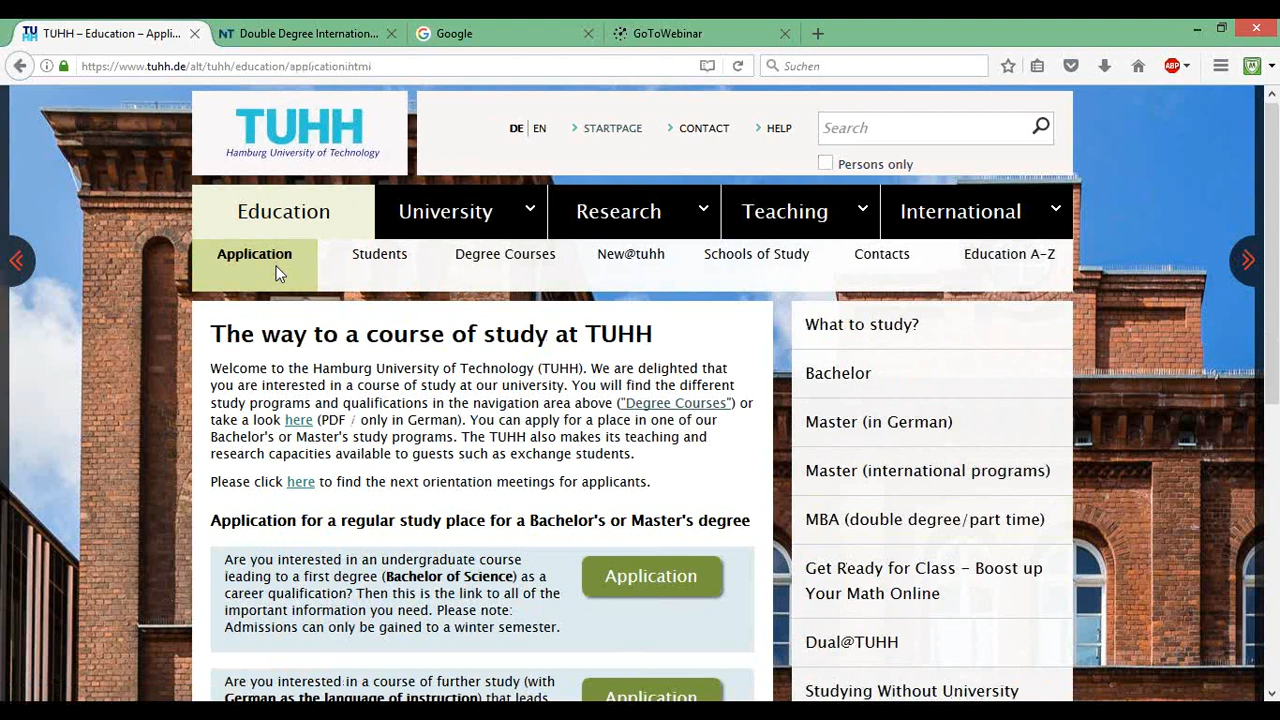 TUHH – Education – Appli...
Double Degree Internation...
Google
GoToWebinar
https://www.tuhh.de/alt/tuhh/education/application.html
Suchen
ABP
TUHH
Hamburg University of Technology
DE EN STARTPAGE CONTACT HELP
Search
Persons only
Education University Research Teaching International
Application Students Degree Courses New@tuhh Schools of Study Contacts Education A-Z
The way to a course of study at TUHH
Welcome to the Hamburg University of Technology (TUHH). We are delighted that
you are interested in a course of study at our university. You will find the different
study programs and qualifications in the navigation area above ("Degree Courses") or
take a look here (PDF / only in German). You can apply for a place in one of our
Bachelor's or Master's study programs. The TUHH also makes its teaching and
research capacities available to guests such as exchange students.
Please click here to find the next orientation meetings for applicants.
Application for a regular study place for a Bachelor's or Master's degree
Are you interested in an undergraduate course
leading to a first degree (Bachelor of Science) as a
career qualification? Then this is the link to all of the
important information you need. Please note:
Admissions can only be gained to a winter semester.
Application
Are you interested in a course of further study (with
German as the language of instruction) that leads
Application
What to study?
Bachelor
Master (in German)
Master (international programs)
MBA (double degree/part time)
Get Ready for Class – Boost up
Your Math Online
Dual@TUHH
Studying Without University